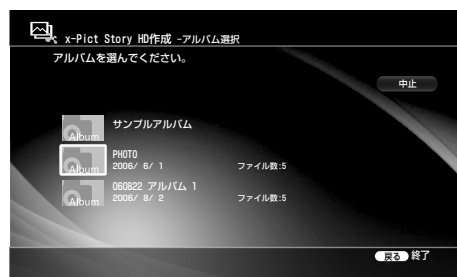 x-Pict Story HD作成 -アルバム選択
アルバムを選んでください。
中止
Album
サンプルアルバム
Album
PHOTO
2006/ 6/ 1 ファイル数:5
Album
060822 アルバム 1
2006/ 8/ 2 ファイル数:5
戻る 終了